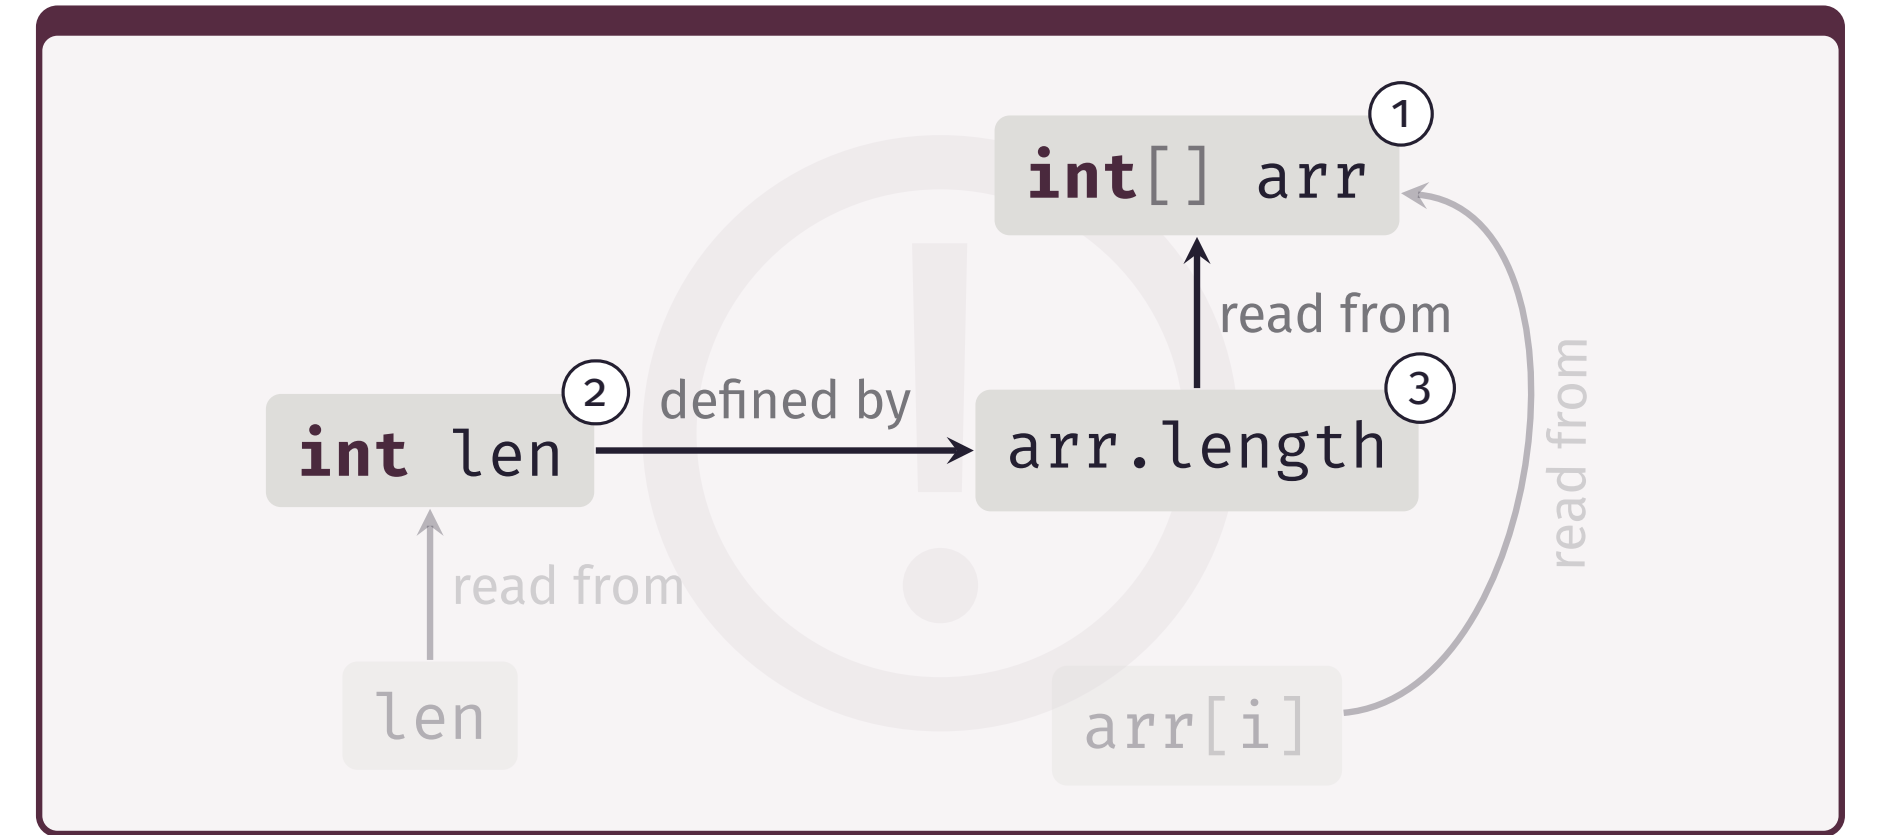 1
int[] arr
read from
2
defined by
3
int len
arr.length
read from
read from
len
arr[i]